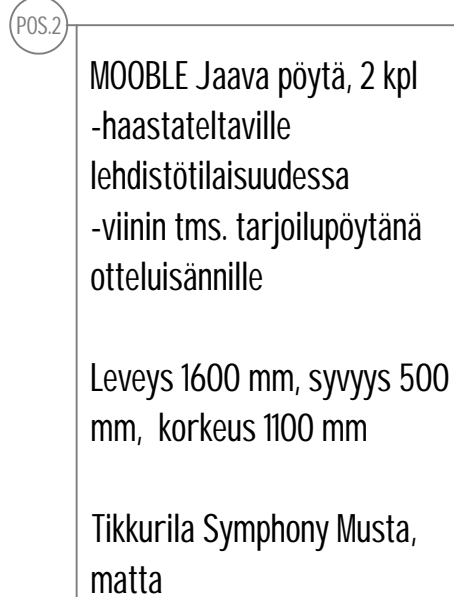 POS.2
MOOBLE Jaava pöytä, 2 kpl
-haastateltaville
lehdistötilaisuudessa
-viinin tms. tarjoilupöytänä
otteluisännille
Leveys 1600 mm, syvyys 500
mm, korkeus 1100 mm
Tikkurila Symphony Musta,
matta